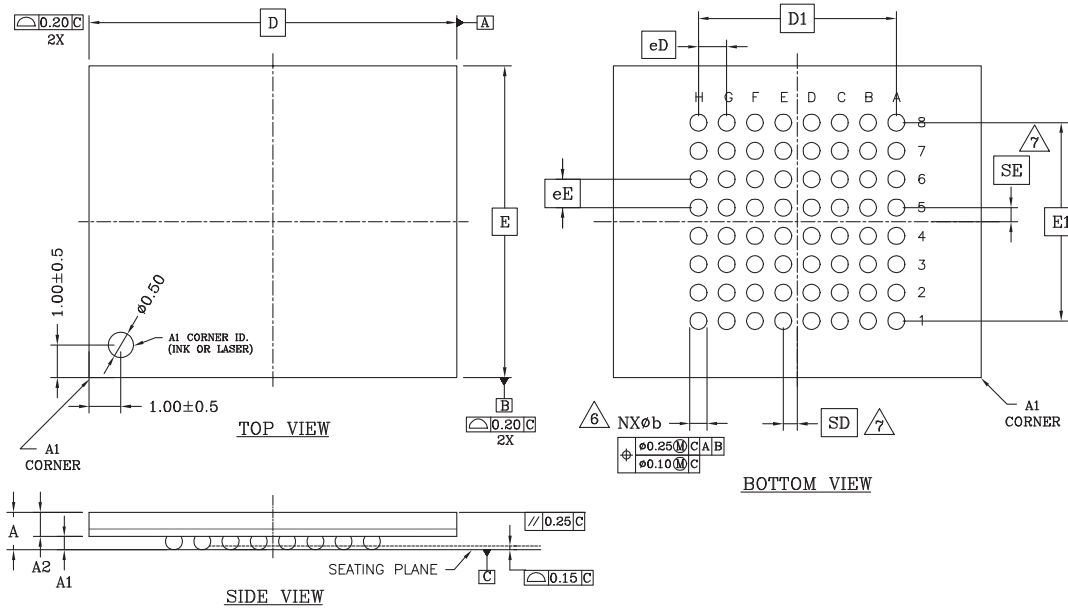 ⌓ 0.20 C
2X
D
A
E
1.00±0.5
ø0.50
A1 CORNER ID.
(INK OR LASER)
1.00±0.5
B
⌓ 0.20 C
2X
A1
CORNER
TOP VIEW
D1
eD
H G F E D C B A
8
7
6
5
4
3
2
1
7
SE
eE
E1
6
NXøb
⌖ ø0.25Ⓜ C A B
ø0.10Ⓜ C
SD
7
A1
CORNER
BOTTOM VIEW
A
A2
A1
// 0.25 C
SEATING PLANE
C
⌓ 0.15 C
SIDE VIEW